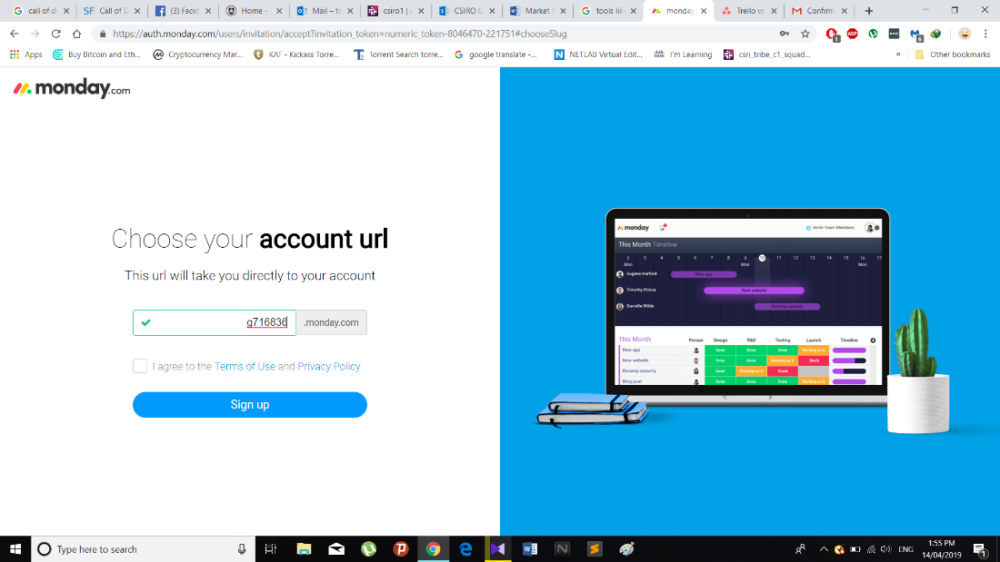 call of d
Call of D
(3) Facel
Home -
Mail – tr
csiro1 | c
CSIRO G
Market
tools lik
monday
Trello vs
Confirm
https://auth.monday.com/users/invitation/accept?invitation_token=numeric_token-8046470-221751#chooseSlug
Apps
Buy Bitcoin and Eth...
Cryptocurrency Mar...
KAT - Kickass Torre...
Torrent Search torre...
google translate -...
NETLAB Virtual Edit...
I'm Learning
csri_tribe_c1_squad...
»
Other bookmarks
monday.com
Choose your account url
This url will take you directly to your account
g716836 .monday.com
I agree to the Terms of Use and Privacy Policy
Sign up
monday
Invite Team Members
This Month Timeline
2 3 4 5 6 7 8 9 10 11 12 13 14 15 16 17
Mon Mon Mon
Eugene Harford New app
Timothy Prince New website
Danielle Wilde Revamp security
This Month Person Design R&D Testing Launch Timeline
New app Done Done Done Working on it
New website Done Done Working on it Stuck
Revamp security Done Working on it Stuck
Blog post Done Done Done Working on it
Type here to search
ENG
1:55 PM
14/04/2019